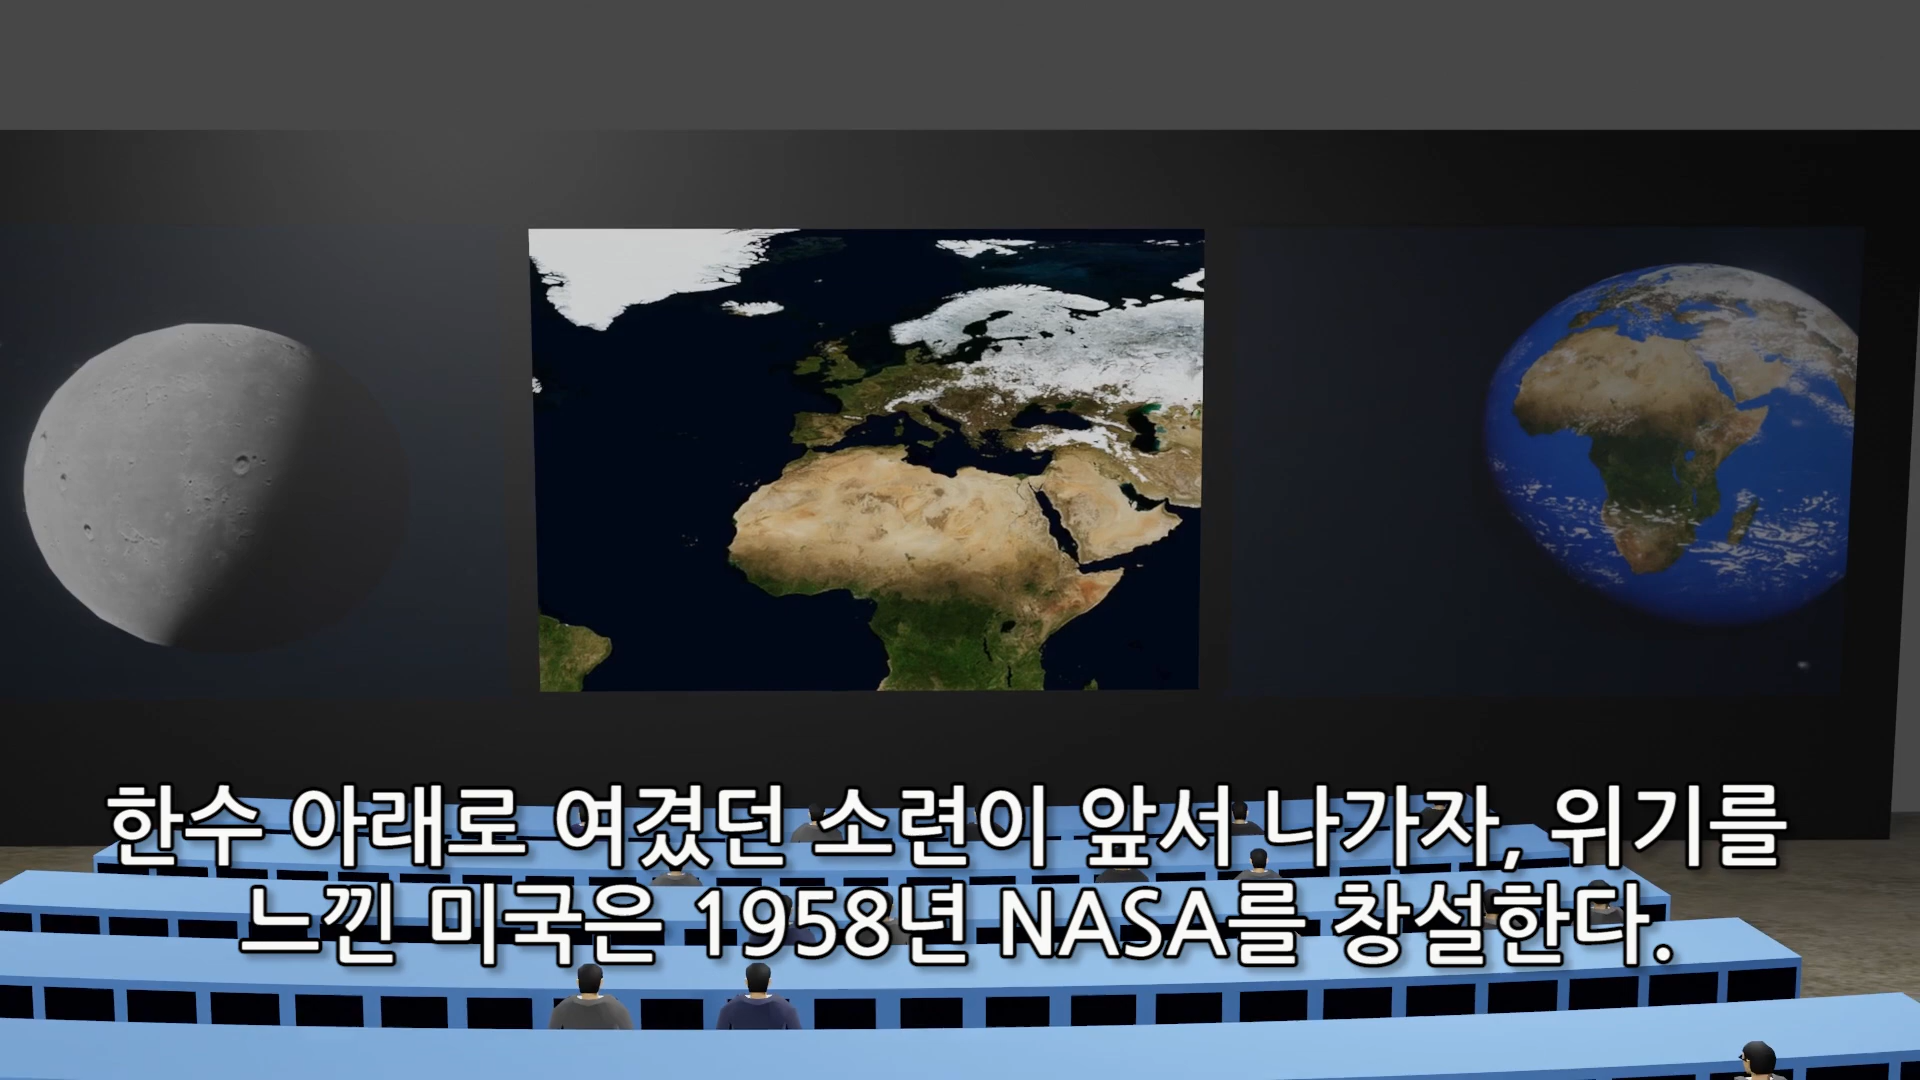 한수 아래로 여겼던 소련이 앞서 나가자, 위기를
느낀 미국은 1958년 NASA를 창설한다.